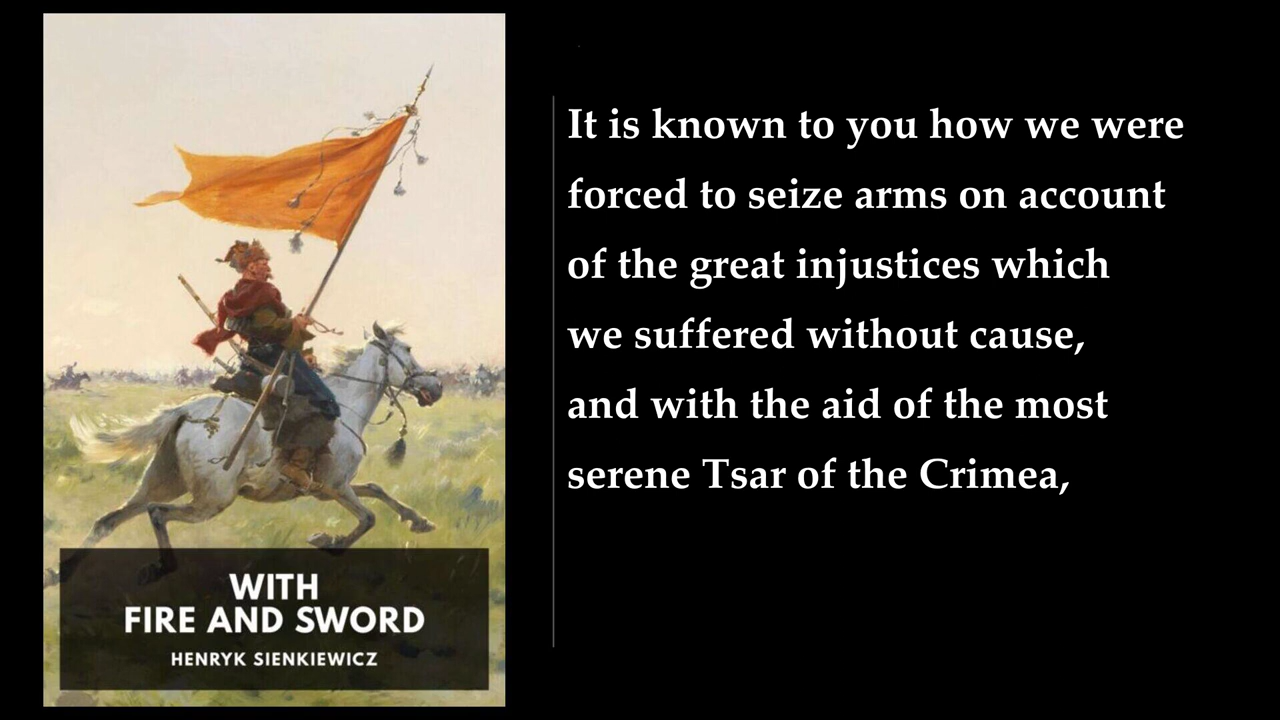 It is known to you how we were
forced to seize arms on account
of the great injustices which
we suffered without cause,
and with the aid of the most
serene Tsar of the Crimea,
WITH
FIRE AND SWORD
HENRYK SIENKIEWICZ